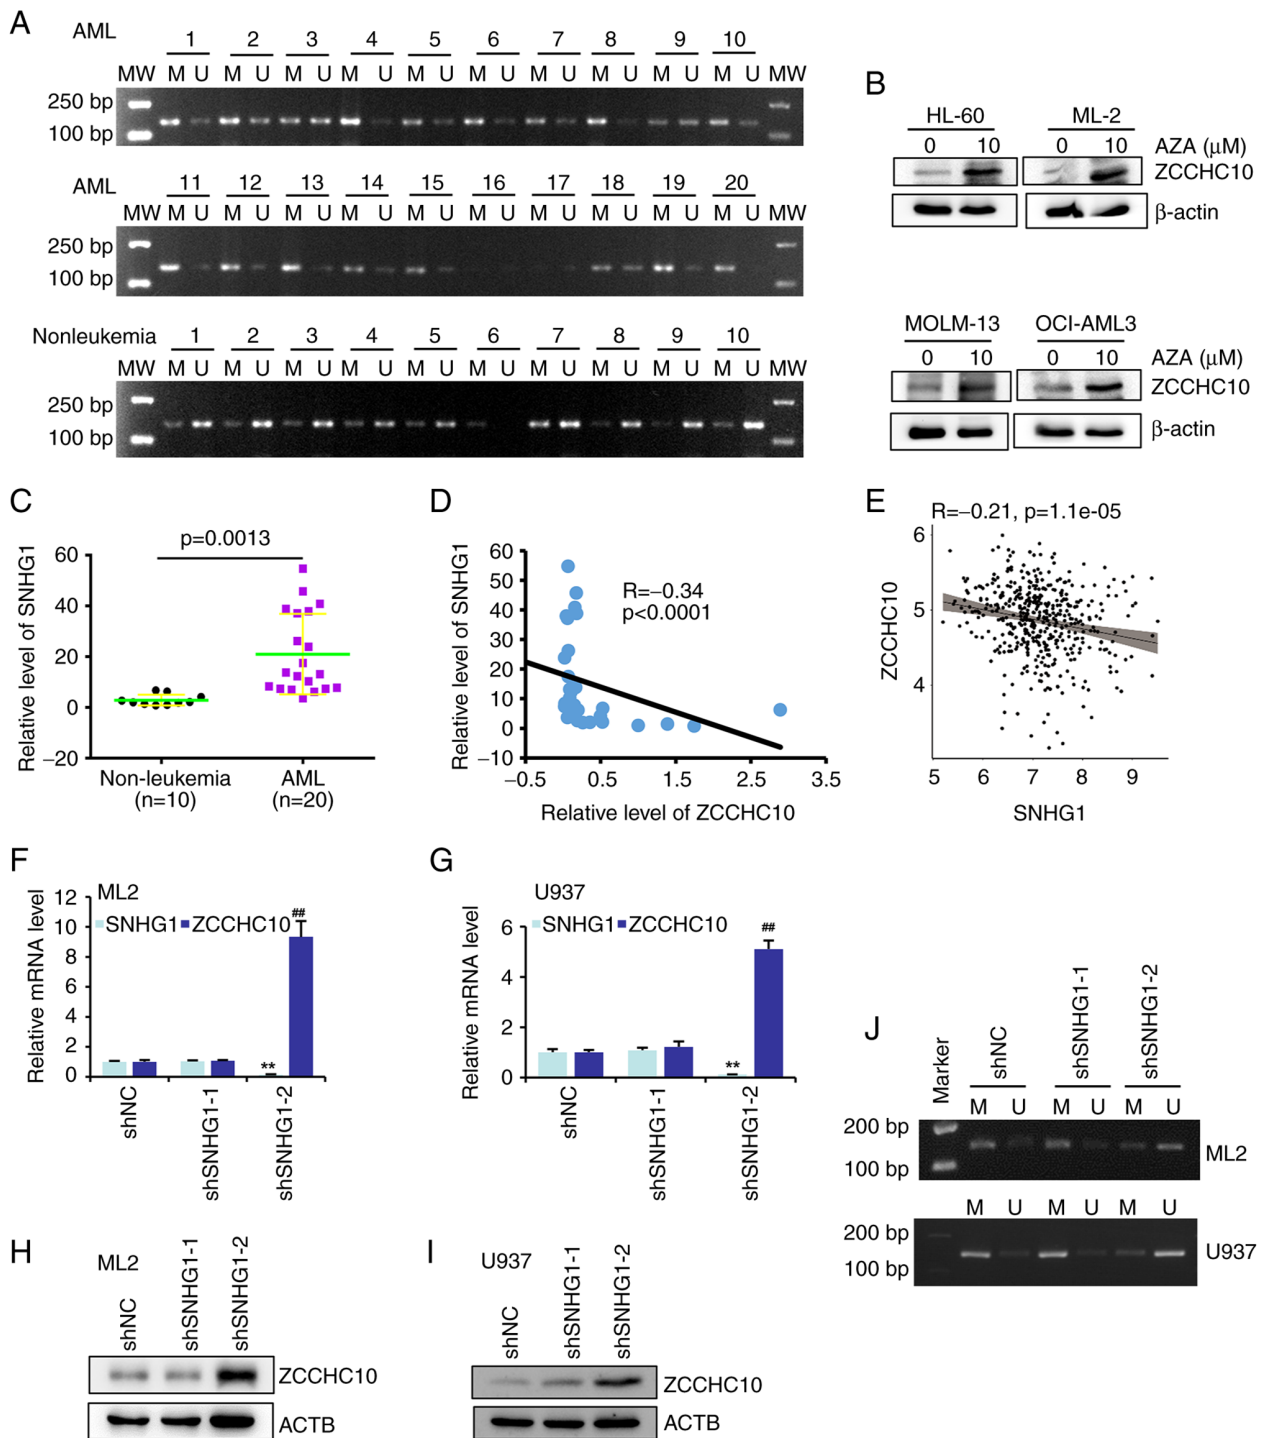 A
AML
1 2 3 4 5 6 7 8 9 10
MW M U M U M U M U M U M U M U M U M U M U MW
250 bp
100 bp
AML
11 12 13 14 15 16 17 18 19 20
MW M U M U M U M U M U M U M U M U M U M U MW
250 bp
100 bp
Nonleukemia
1 2 3 4 5 6 7 8 9 10
MW M U M U M U M U M U M U M U M U M U M U MW
250 bp
100 bp
B
HL-60 ML-2
0 10 0 10 AZA (μM)
ZCCHC10
β-actin
MOLM-13 OCI-AML3
0 10 0 10 AZA (μM)
ZCCHC10
β-actin
C
p=0.0013
Relative level of SNHG1
60
40
20
0
−20
Non-leukemia (n=10)
AML (n=20)
D
R=−0.34
p<0.0001
Relative level of SNHG1
60
50
40
30
20
10
0
−10
−0.5 0.5 1.5 2.5 3.5
Relative level of ZCCHC10
E
R=−0.21, p=1.1e-05
ZCCHC10
6
5
4
5 6 7 8 9
SNHG1
F
ML2
SNHG1 ZCCHC10
Relative mRNA level
12
10
8
6
4
2
0
##
**
shNC
shSNHG1-1
shSNHG1-2
G
U937
SNHG1 ZCCHC10
Relative mRNA level
6
4
2
0
##
**
shNC
shSNHG1-1
shSNHG1-2
H
ML2
shNC
shSNHG1-1
shSNHG1-2
ZCCHC10
ACTB
I
U937
shNC
shSNHG1-1
shSNHG1-2
ZCCHC10
ACTB
J
Marker
shNC
shSNHG1-1
shSNHG1-2
M U M U M U
200 bp
100 bp
ML2
M U M U M U
200 bp
100 bp
U937